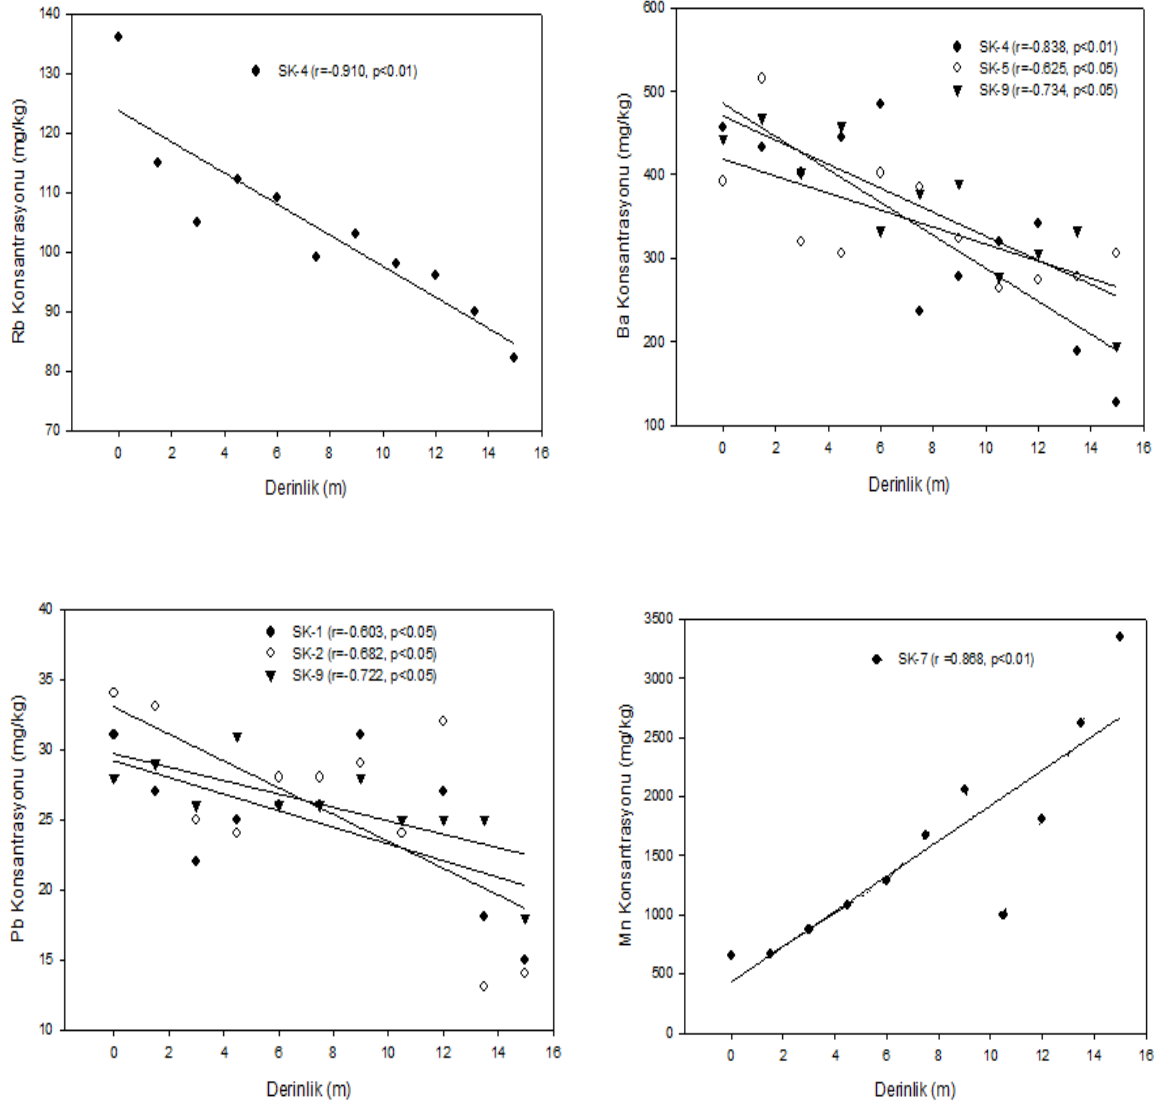 140
130
120
110
100
90
80
70
Rb Konsantrasyonu (mg/kg)
SK-4 (r=-0.910, p<0.01)
0 2 4 6 8 10 12 14 16
Derinlik (m)
600
500
400
300
200
100
Ba Konsantrasyonu (mg/kg)
SK-4 (r=-0.838, p<0.01)
SK-5 (r=-0.625, p<0.05)
SK-9 (r=-0.734, p<0.05)
0 2 4 6 8 10 12 14 16
Derinlik (m)
40
35
30
25
20
15
10
Pb Konsantrasyonu (mg/kg)
SK-1 (r=-0.603, p<0.05)
SK-2 (r=-0.682, p<0.05)
SK-9 (r=-0.722, p<0.05)
0 2 4 6 8 10 12 14 16
Derinlik (m)
3500
3000
2500
2000
1500
1000
500
0
Mn Konsantrasyonu (mg/kg)
SK-7 (r =0.868, p<0.01)
0 2 4 6 8 10 12 14 16
Derinlik (m)